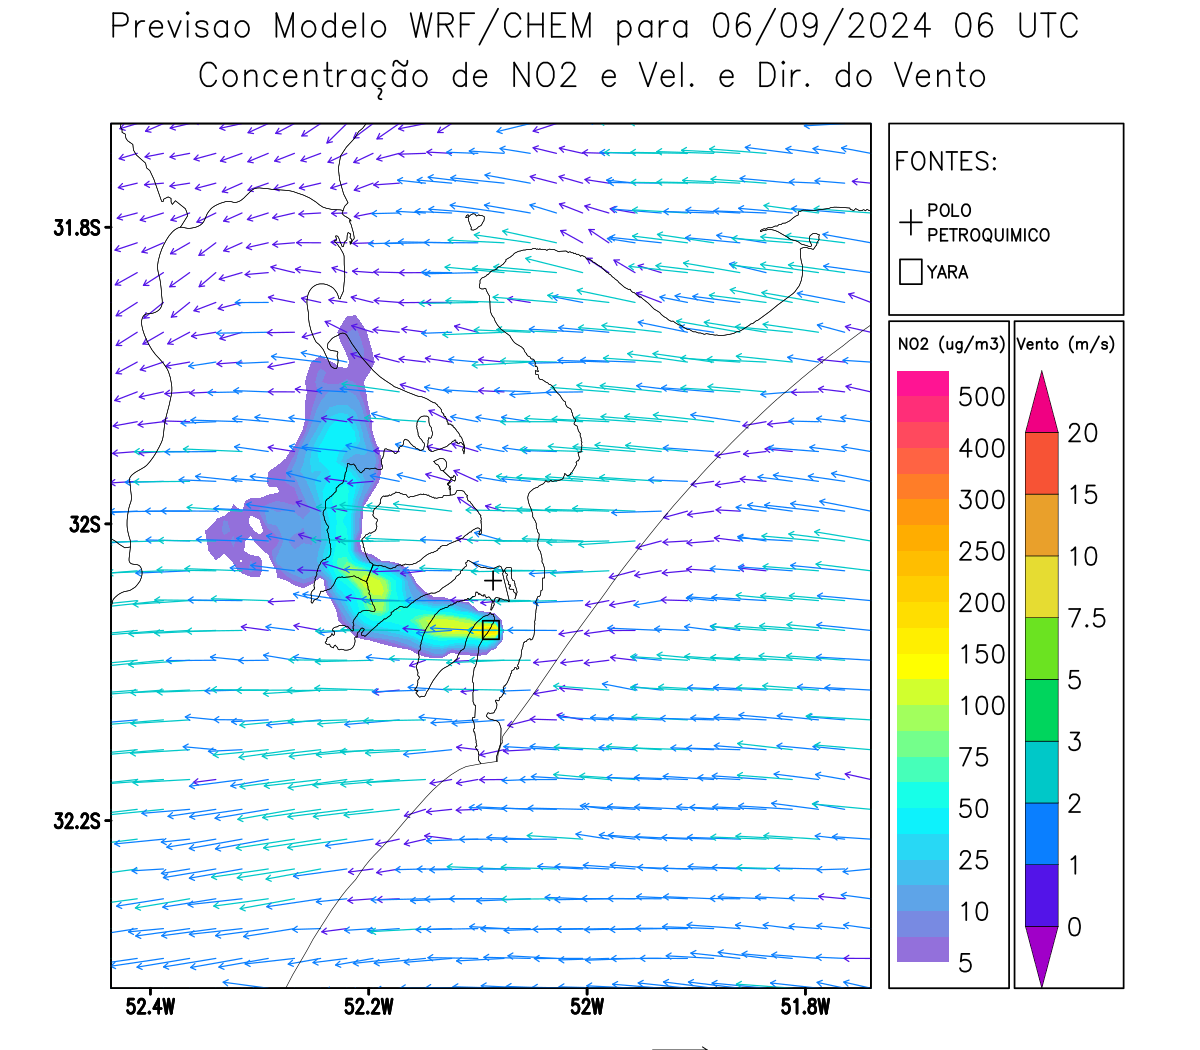 Previsao Modelo WRF/CHEM para 06/09/2024 06 UTC
Concentração de NO2 e Vel. e Dir. do Vento
FONTES:
POLO
PETROQUIMICO
YARA
NO2 (ug/m3)
500
400
300
250
200
150
100
75
50
25
10
5
Vento (m/s)
20
15
10
7.5
5
3
2
1
0
31.8S
32S
32.2S
52.4W
52.2W
52W
51.8W